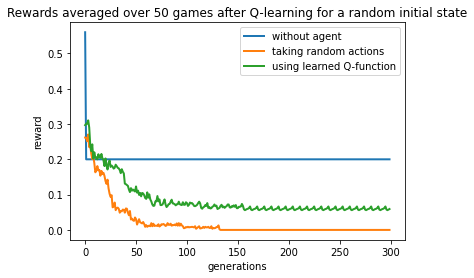 Rewards averaged over 50 games after Q-learning for a random initial state
without agent
taking random actions
using learned Q-function
reward
0.5
0.4
0.3
0.2
0.1
0.0
0 50 100 150 200 250 300
generations